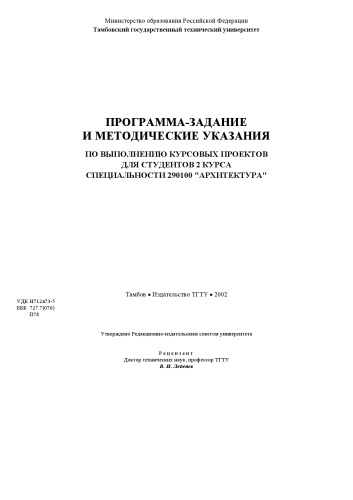 Министерство образования Российской Федерации
Тамбовский государственный технический университет
ПРОГРАММА-ЗАДАНИЕ
И МЕТОДИЧЕСКИЕ УКАЗАНИЯ
ПО ВЫПОЛНЕНИЮ КУРСОВЫХ ПРОЕКТОВ
ДЛЯ СТУДЕНТОВ 2 КУРСА
СПЕЦИАЛЬНОСТИ 290100 "АРХИТЕКТУРА"
Тамбов • Издательство ТГТУ • 2002
УДК Н712я73-5
ББК 727.7(076)
П78
Утверждено Редакционно-издательским советом университета
Рецензент
Доктор технических наук, профессор ТГТУ
В. И. Леденев